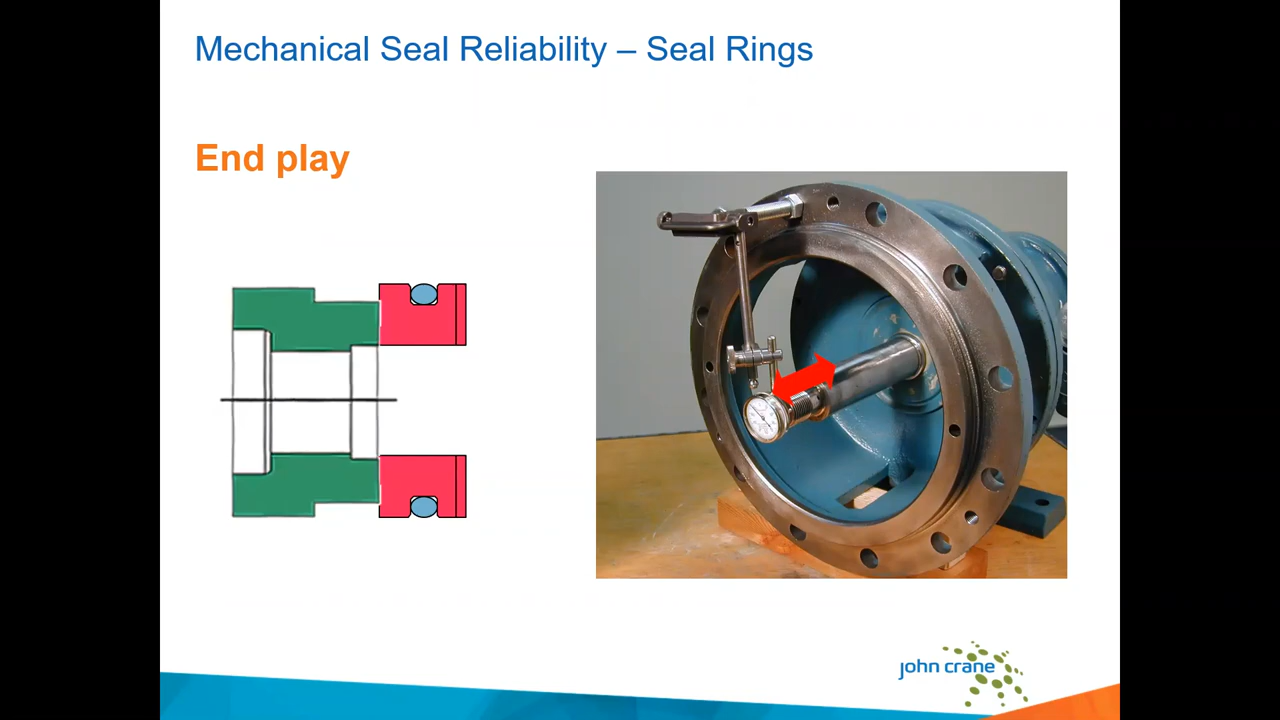 Mechanical Seal Reliability – Seal Rings
End play
john crane